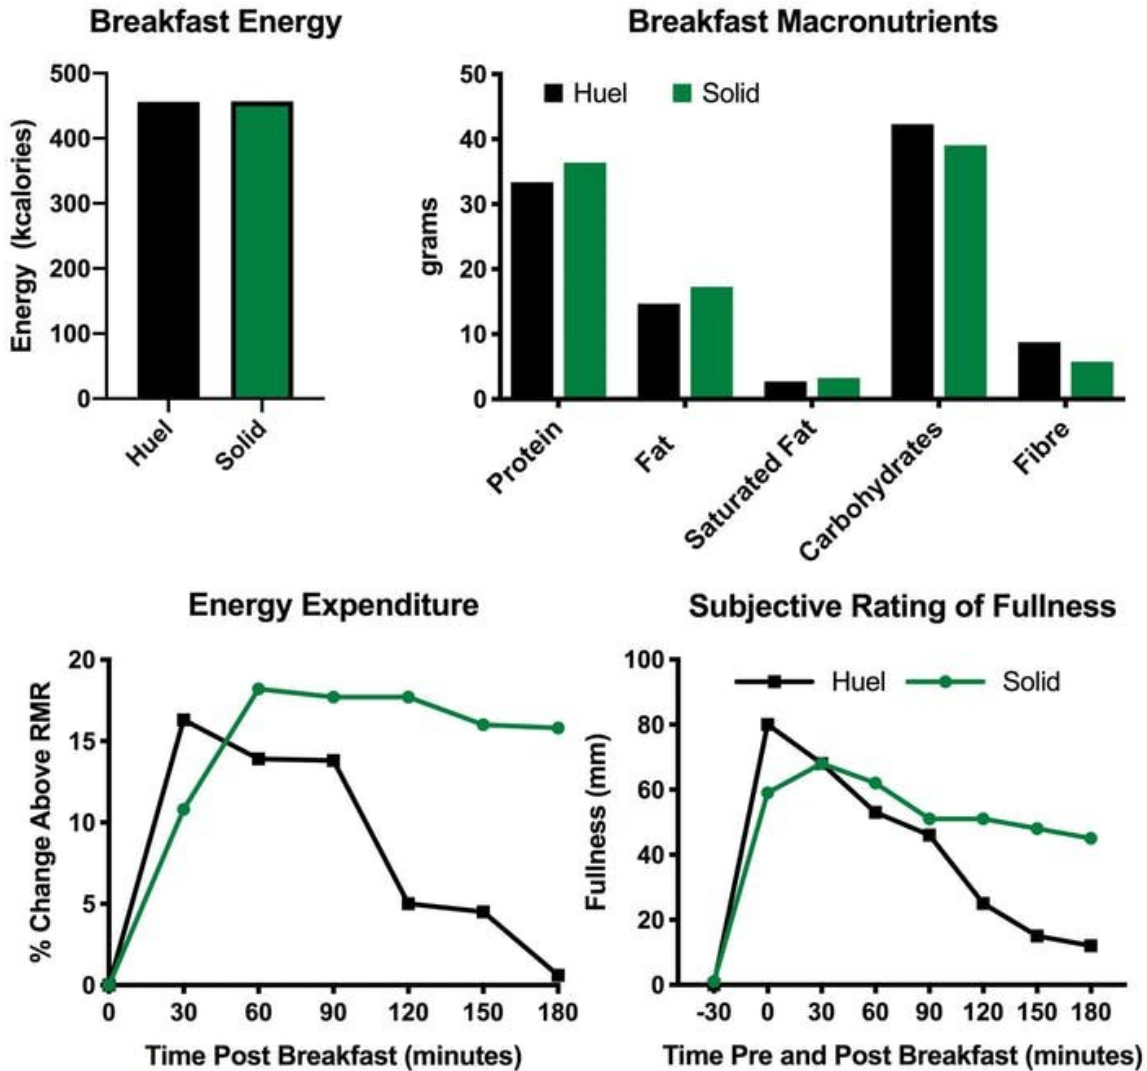 Breakfast Energy
Energy (kcalories)
500
400
300
200
100
0
Huel
Solid
Breakfast Macronutrients
Huel
Solid
grams
50
40
30
20
10
0
Protein
Fat
Saturated Fat
Carbohydrates
Fibre
Energy Expenditure
% Change Above RMR
20
15
10
5
0
0 30 60 90 120 150 180
Time Post Breakfast (minutes)
Subjective Rating of Fullness
Huel
Solid
Fullness (mm)
100
80
60
40
20
0
-30 0 30 60 90 120 150 180
Time Pre and Post Breakfast (minutes)